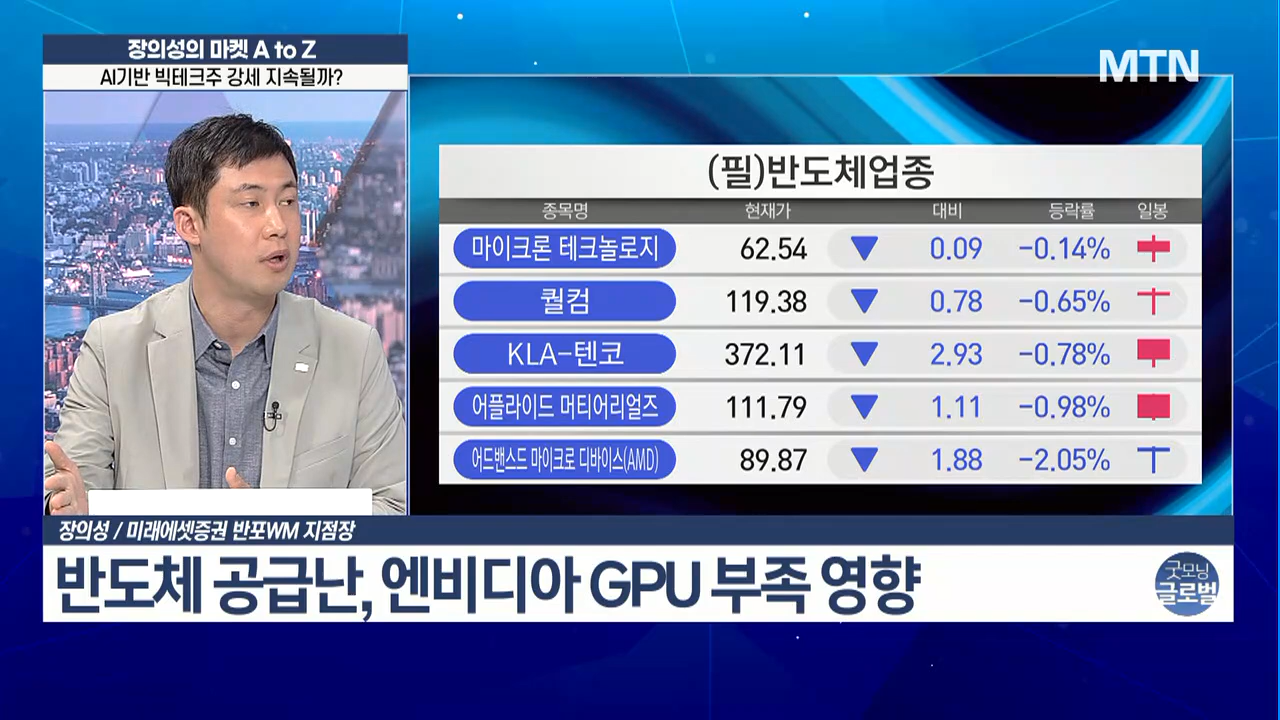 장의성의 마켓 A to Z
AI기반 빅테크주 강세 지속될까?
MTN
(필)반도체업종
종목명 현재가 대비 등락률 일봉
마이크론 테크놀로지 62.54 ▼ 0.09 -0.14%
퀄컴 119.38 ▼ 0.78 -0.65%
KLA-텐코 372.11 ▼ 2.93 -0.78%
어플라이드 머티어리얼즈 111.79 ▼ 1.11 -0.98%
어드밴스드 마이크로 디바이스(AMD) 89.87 ▼ 1.88 -2.05%
장의성 / 미래에셋증권 반포WM 지점장
반도체 공급난, 엔비디아 GPU 부족 영향
굿모닝
글로벌